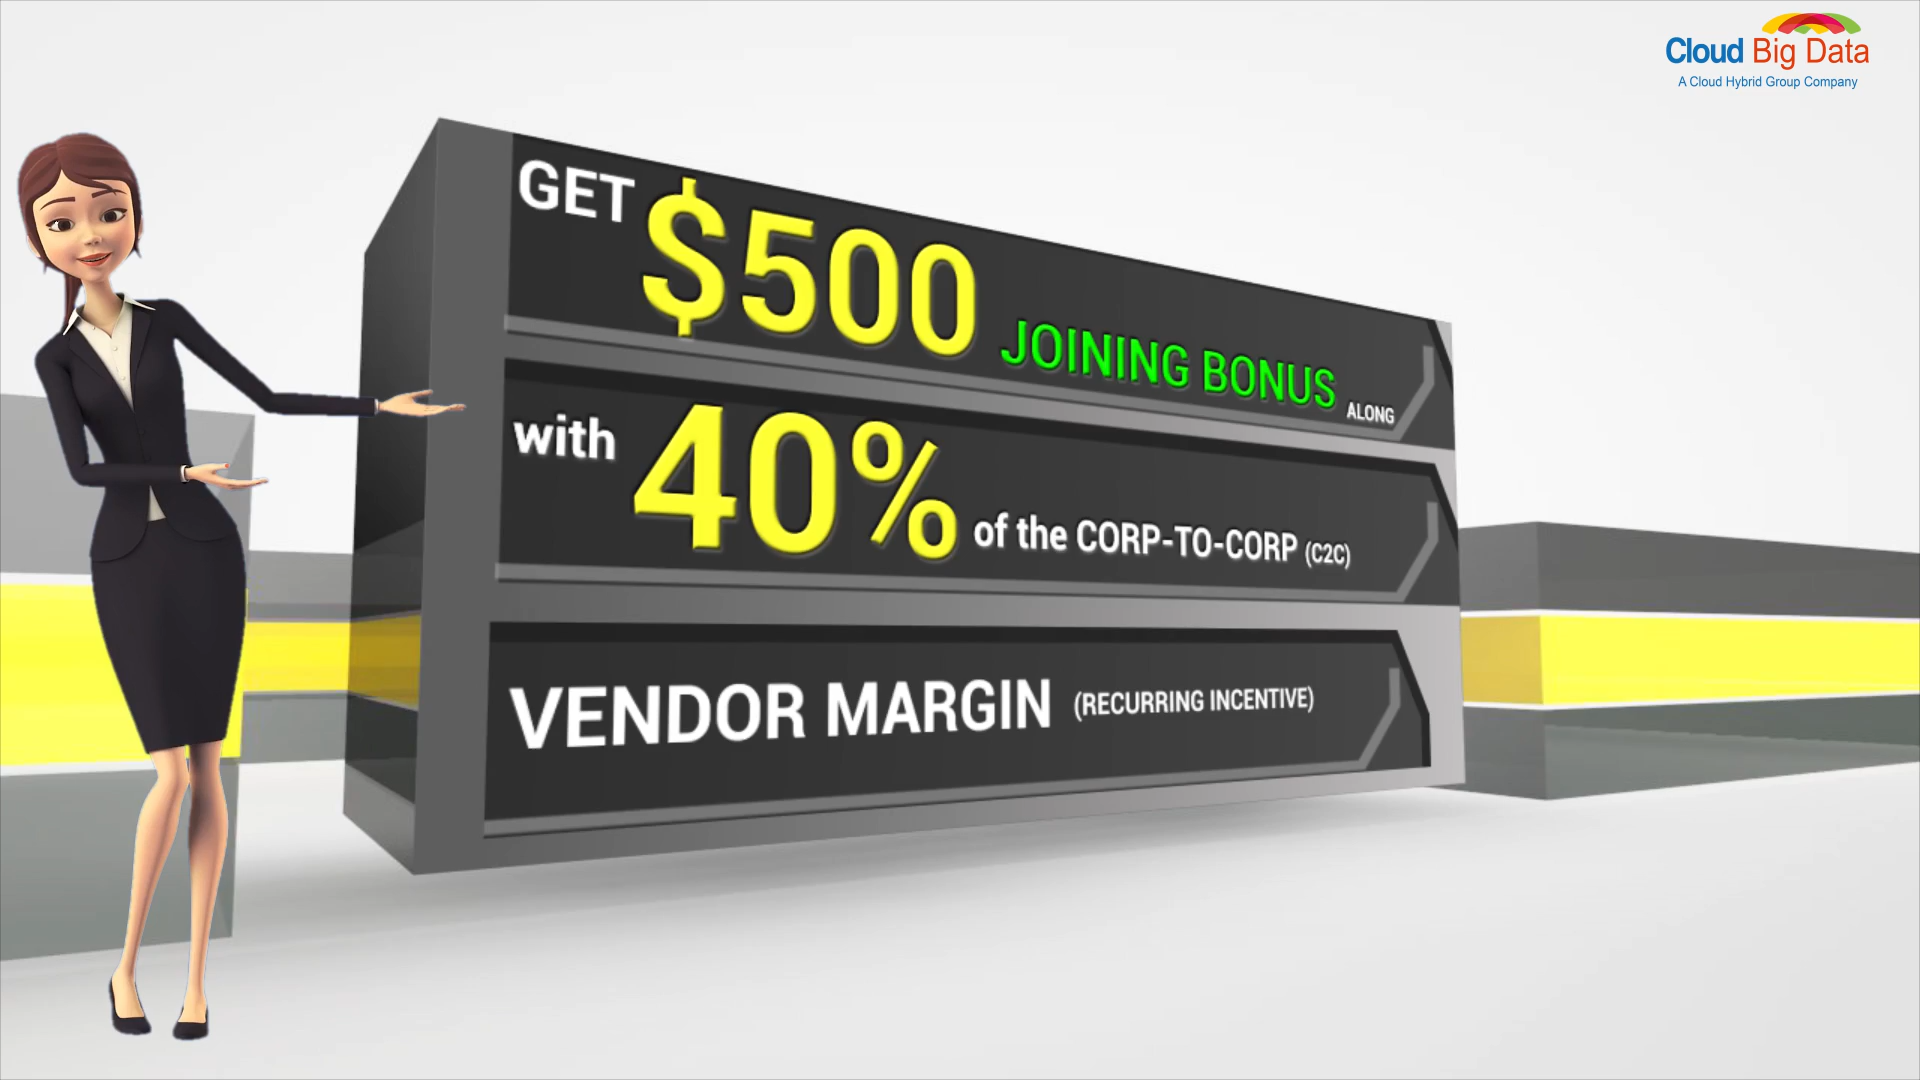 Cloud Big Data
A Cloud Hybrid Group Company
GET $500 JOINING BONUS ALONG
with 40% of the CORP-TO-CORP (C2C)
VENDOR MARGIN (RECURRING INCENTIVE)